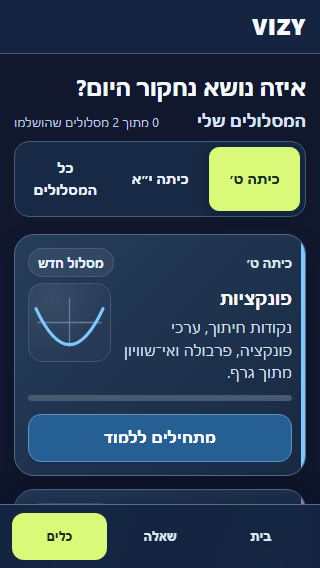 VIZY
איזה נושא נחקור היום?
המסלולים שלי
0 מתוך 2 מסלולים שהושלמו
כיתה ט׳
כיתה י״א
כל
המסלולים
כיתה ט׳
מסלול חדש
פונקציות
נקודות חיתוך, ערכי
פונקציה, פרבולה ואי־שוויון
מתוך גרף.
מתחילים ללמוד
בית
שאלה
כלים